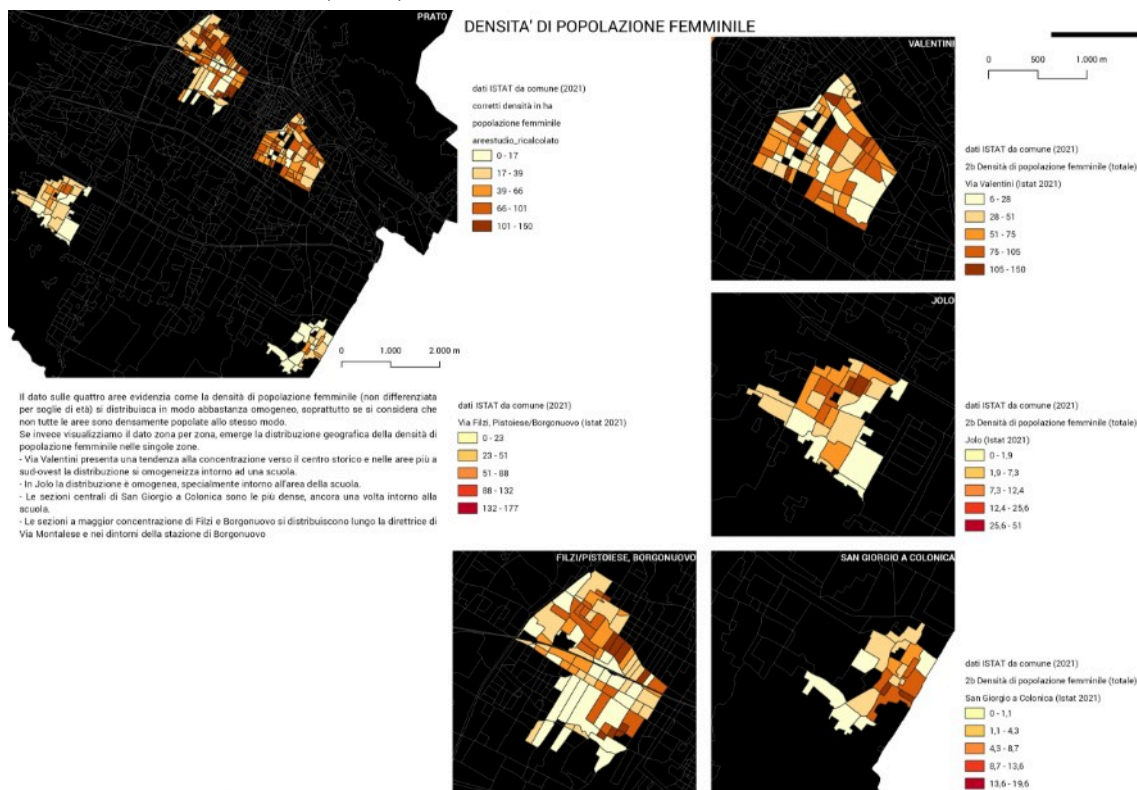 PRATO
DENSITA' DI POPOLAZIONE FEMMINILE
dati ISTAT da comune (2021)
corretti densità in ha
popolazione femminile
areestudio_ricalcolato
0 - 17
17 - 39
39 - 66
66 - 101
101 - 150
0 1.000 2.000 m
VALENTINI
0 500 1.000 m
dati ISTAT da comune (2021)
2b Densità di popolazione femminile (totale)
Via Valentini (Istat 2021)
6 - 28
28 - 51
51 - 75
75 - 105
105 - 150
Il dato sulle quattro aree evidenzia come la densità di popolazione femminile (non differenziata
per soglie di età) si distribuisca in modo abbastanza omogeneo, soprattutto se si considera che
non tutte le aree sono densamente popolate allo stesso modo.
Se invece visualizziamo il dato zona per zona, emerge la distribuzione geografica della densità di
popolazione femminile nelle singole zone.
- Via Valentini presenta una tendenza alla concentrazione verso il centro storico e nelle aree più a
sud-ovest la distribuzione si omogeneizza intorno ad una scuola.
- In Jolo la distribuzione è omogenea, specialmente intorno all'area della scuola.
- Le sezioni centrali di San Giorgio a Colonica sono le più dense, ancora una volta intorno alla
scuola.
- Le sezioni a maggior concentrazione di Filzi e Borgonuovo si distribuiscono lungo la direttrice di
Via Montalese e nei dintorni della stazione di Borgonuovo
dati ISTAT da comune (2021)
Via Filzi, Pistoiese/Borgonuovo (Istat 2021)
0 - 23
23 - 51
51 - 88
88 - 132
132 - 177
JOLO
dati ISTAT da comune (2021)
2b Densità di popolazione femminile (totale)
Jolo (Istat 2021)
0 - 1,9
1,9 - 7,3
7,3 - 12,4
12,4 - 25,6
25,6 - 51
FILZI/PISTOIESE, BORGONUOVO
SAN GIORGIO A COLONICA
dati ISTAT da comune (2021)
2b Densità di popolazione femminile (totale)
San Giorgio a Colonica (Istat 2021)
0 - 1,1
1,1 - 4,3
4,3 - 8,7
8,7 - 13,6
13,6 - 19,6